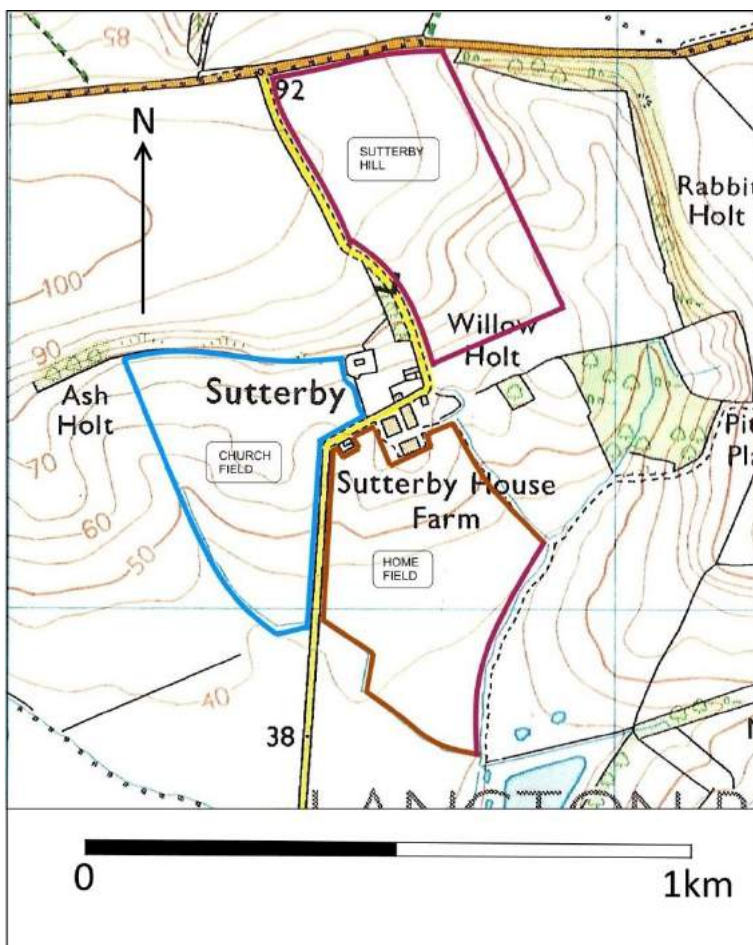 85
92
N
SUTTERBY
HILL
Rabbit
Holt
100
90
Willow
Holt
Ash
Holt
Sutterby
70
CHURCH
FIELD
Sutterby House
Farm
60
50
HOME
FIELD
40
38
0
1km